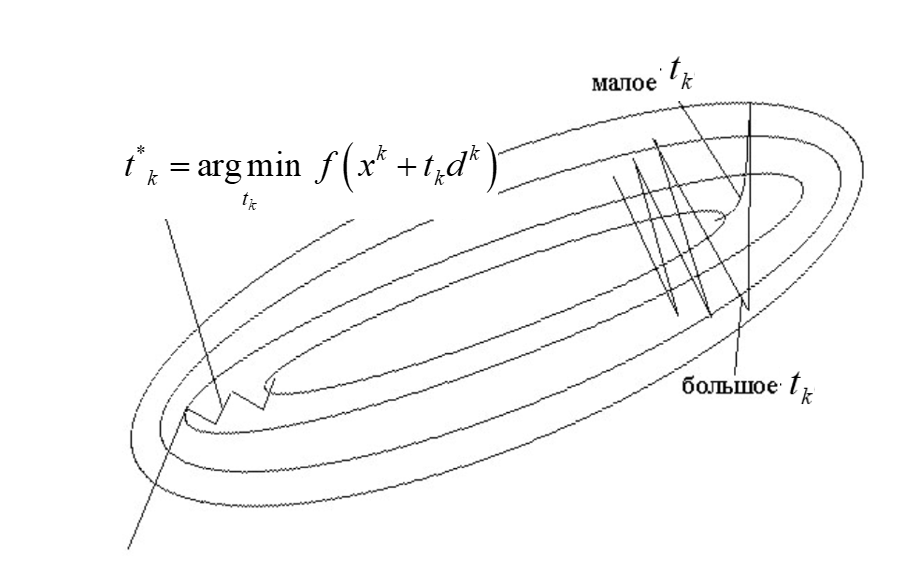 малое t_k
t*_k = arg min_{t_k} f(x^k + t_k d^k)
большое t_k